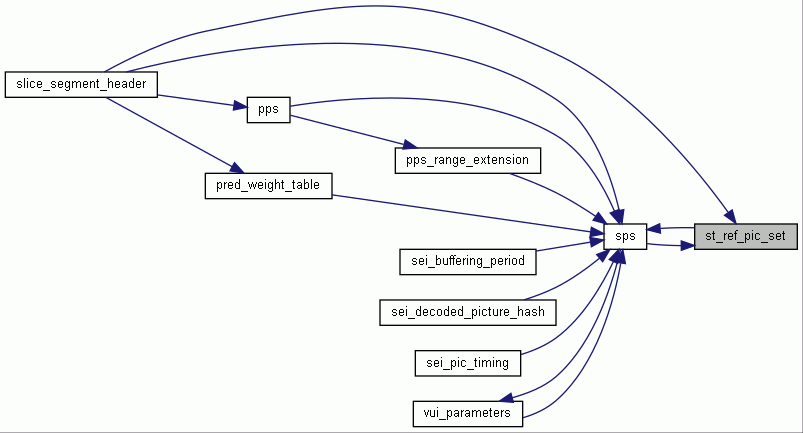 slice_segment_header
pps
pps_range_extension
pred_weight_table
sps
st_ref_pic_set
sei_buffering_period
sei_decoded_picture_hash
sei_pic_timing
vui_parameters